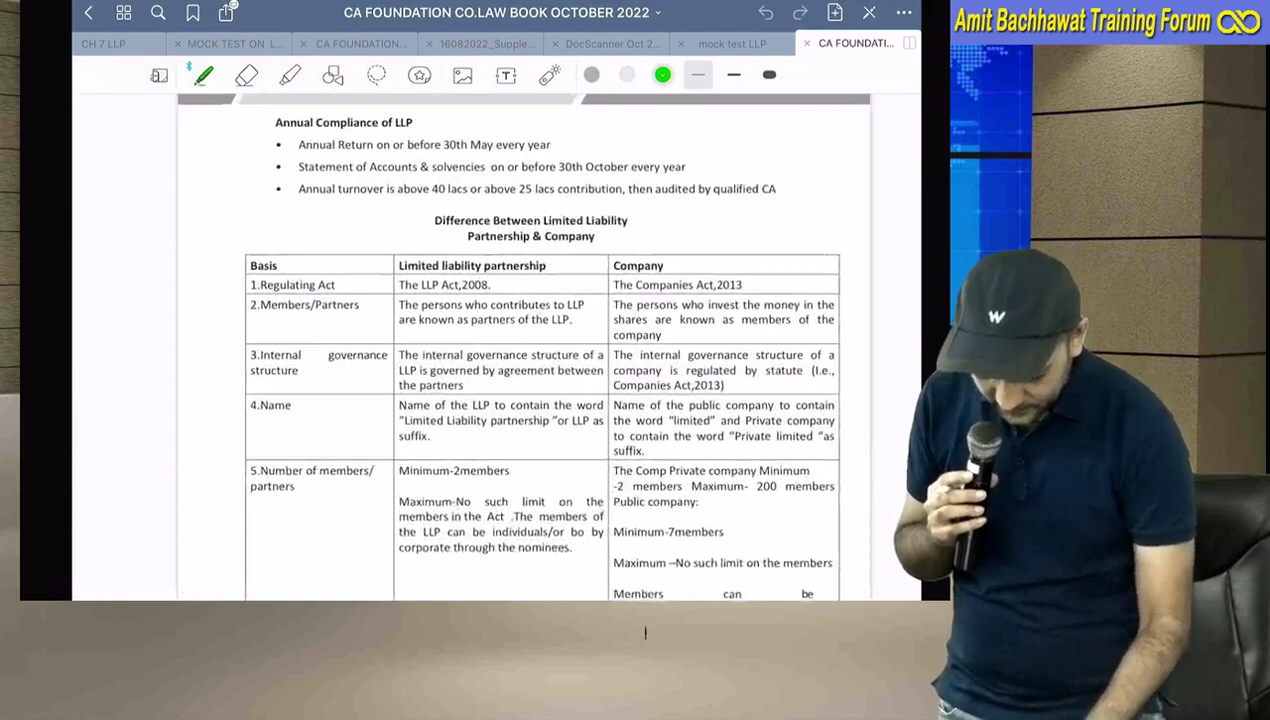 CA FOUNDATION CO.LAW BOOK OCTOBER 2022
Amit Bachhawat Training Forum
CH 7 LLP
MOCK TEST ON L...
CA FOUNDATION...
16082022_Supple...
DocScanner Oct 2...
mock test LLP
CA FOUNDATI...
Annual Compliance of LLP
• Annual Return on or before 30th May every year
• Statement of Accounts & solvencies on or before 30th October every year
• Annual turnover is above 40 lacs or above 25 lacs contribution, then audited by qualified CA
Difference Between Limited Liability
Partnership & Company
Basis Limited liability partnership Company
1.Regulating Act The LLP Act,2008. The Companies Act,2013
2.Members/Partners
The persons who contributes to LLP
are known as partners of the LLP.
The persons who invest the money in the
shares are known as members of the
company
3.Internal governance
structure
The internal governance structure of a
LLP is governed by agreement between
the partners
The internal governance structure of a
company is regulated by statute (I.e.,
Companies Act,2013)
4.Name
Name of the LLP to contain the word
"Limited Liability partnership "or LLP as
suffix.
Name of the public company to contain
the word "limited" and Private company
to contain the word "Private limited "as
suffix.
5.Number of members/
partners
Minimum-2members
Maximum-No such limit on the
members in the Act .The members of
the LLP can be individuals/or bo by
corporate through the nominees.
The Comp Private company Minimum
-2 members Maximum- 200 members
Public company:
Minimum-7members
Maximum –No such limit on the members
Members can be
W